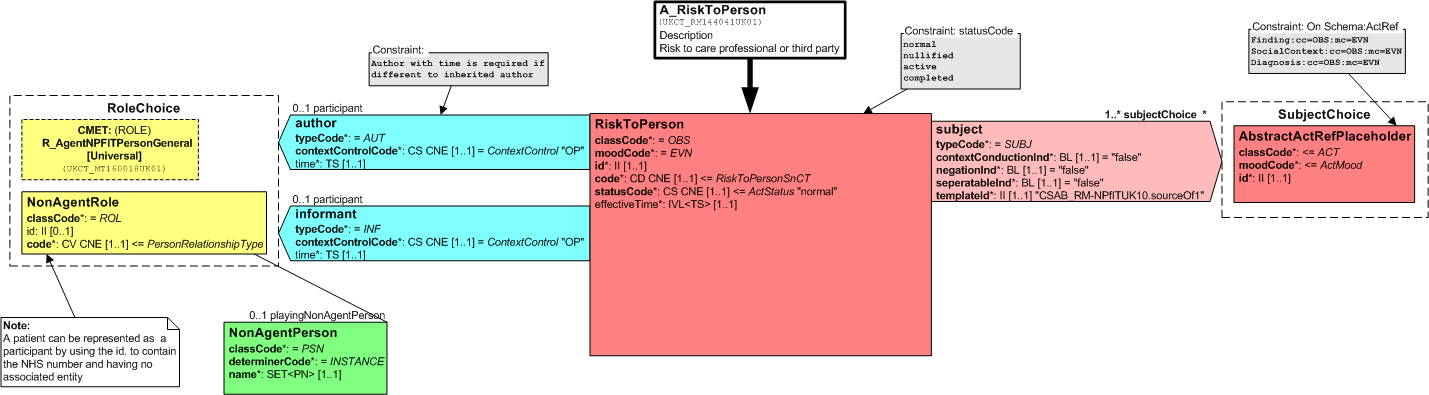 A_RiskToPerson
(UKCT_RM144041UK01)
Description
Risk to care professional or third party
Constraint: statusCode
normal
nullified
active
completed
Constraint: On Schema:ActRef
Finding:cc=OBS:mc=EVN
SocialContext:cc=OBS:mc=EVN
Diagnosis:cc=OBS:mc=EVN
Constraint:
Author with time is required if
different to inherited author
RoleChoice
CMET: (ROLE)
R_AgentNPFITPersonGeneral
[Universal]
(UKCT_MT160018UK01)
NonAgentRole
classCode*: = ROL
id: II [0..1]
code*: CV CNE [1..1] <= PersonRelationshipType
0..1 participant
author
typeCode*: = AUT
contextControlCode*: CS CNE [1..1] = ContextControl "OP"
time*: TS [1..1]
0..1 participant
informant
typeCode*: = INF
contextControlCode*: CS CNE [1..1] = ContextControl "OP"
time*: TS [1..1]
RiskToPerson
classCode*: = OBS
moodCode*: = EVN
id*: II [1..1]
code*: CD CNE [1..1] <= RiskToPersonSnCT
statusCode*: CS CNE [1..1] <= ActStatus "normal"
effectiveTime*: IVL<TS> [1..1]
1..* subjectChoice *
subject
typeCode*: = SUBJ
contextConductionInd*: BL [1..1] = "false"
negationInd*: BL [1..1] = "false"
seperatableInd*: BL [1..1] = "false"
templateId*: II [1..1] "CSAB_RM-NPfITUK10.sourceOf1"
SubjectChoice
AbstractActRefPlaceholder
classCode*: <= ACT
moodCode*: <= ActMood
id*: II [1..1]
Note:
A patient can be represented as a
participant by using the id. to contain
the NHS number and having no
associated entity
0..1 playingNonAgentPerson
NonAgentPerson
classCode*: = PSN
determinerCode*: = INSTANCE
name*: SET<PN> [1..1]